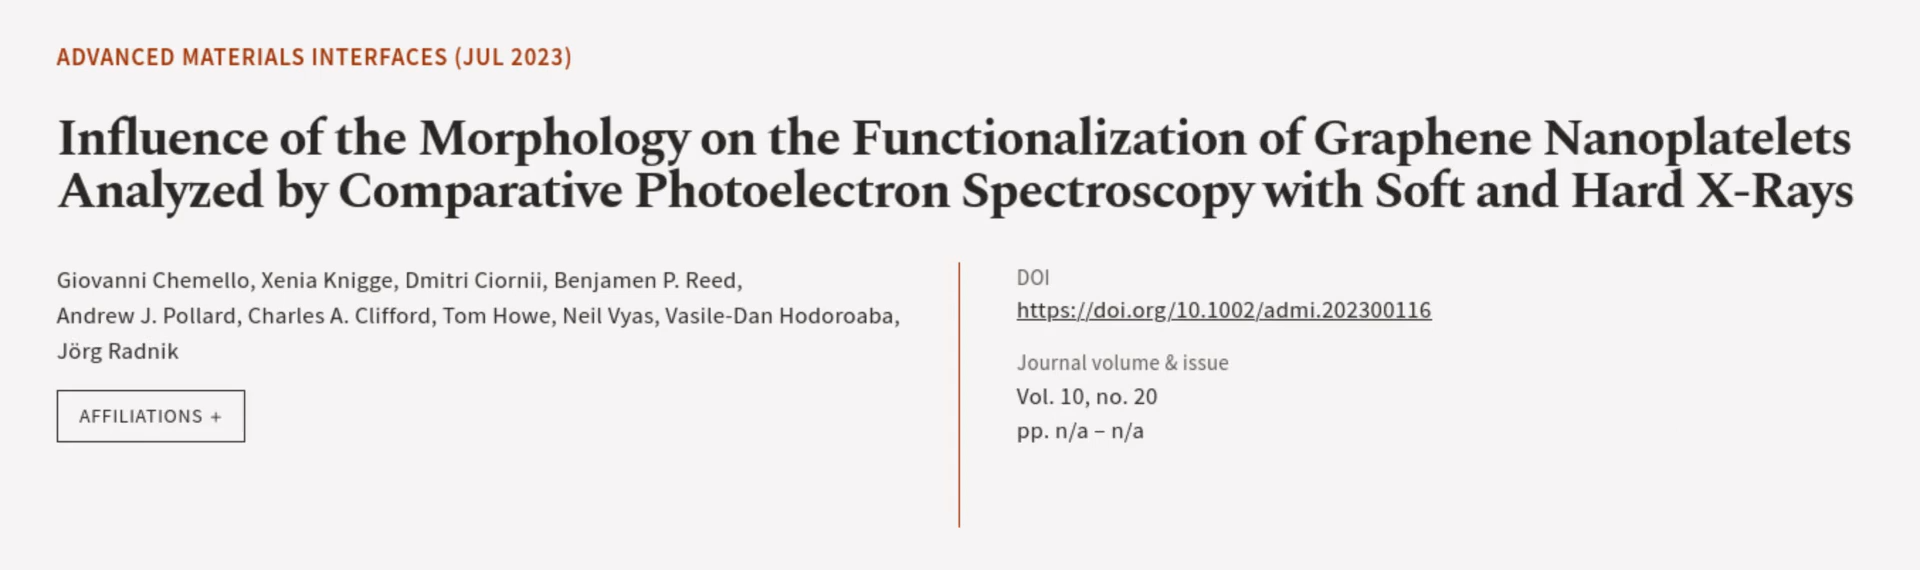 ADVANCED MATERIALS INTERFACES (JUL 2023)
Influence of the Morphology on the Functionalization of Graphene Nanoplatelets
Analyzed by Comparative Photoelectron Spectroscopy with Soft and Hard X-Rays
Giovanni Chemello, Xenia Knigge, Dmitri Ciornii, Benjamen P. Reed,
Andrew J. Pollard, Charles A. Clifford, Tom Howe, Neil Vyas, Vasile-Dan Hodoroaba,
Jörg Radnik
AFFILIATIONS +
DOI
https://doi.org/10.1002/admi.202300116
Journal volume & issue
Vol. 10, no. 20
pp. n/a – n/a